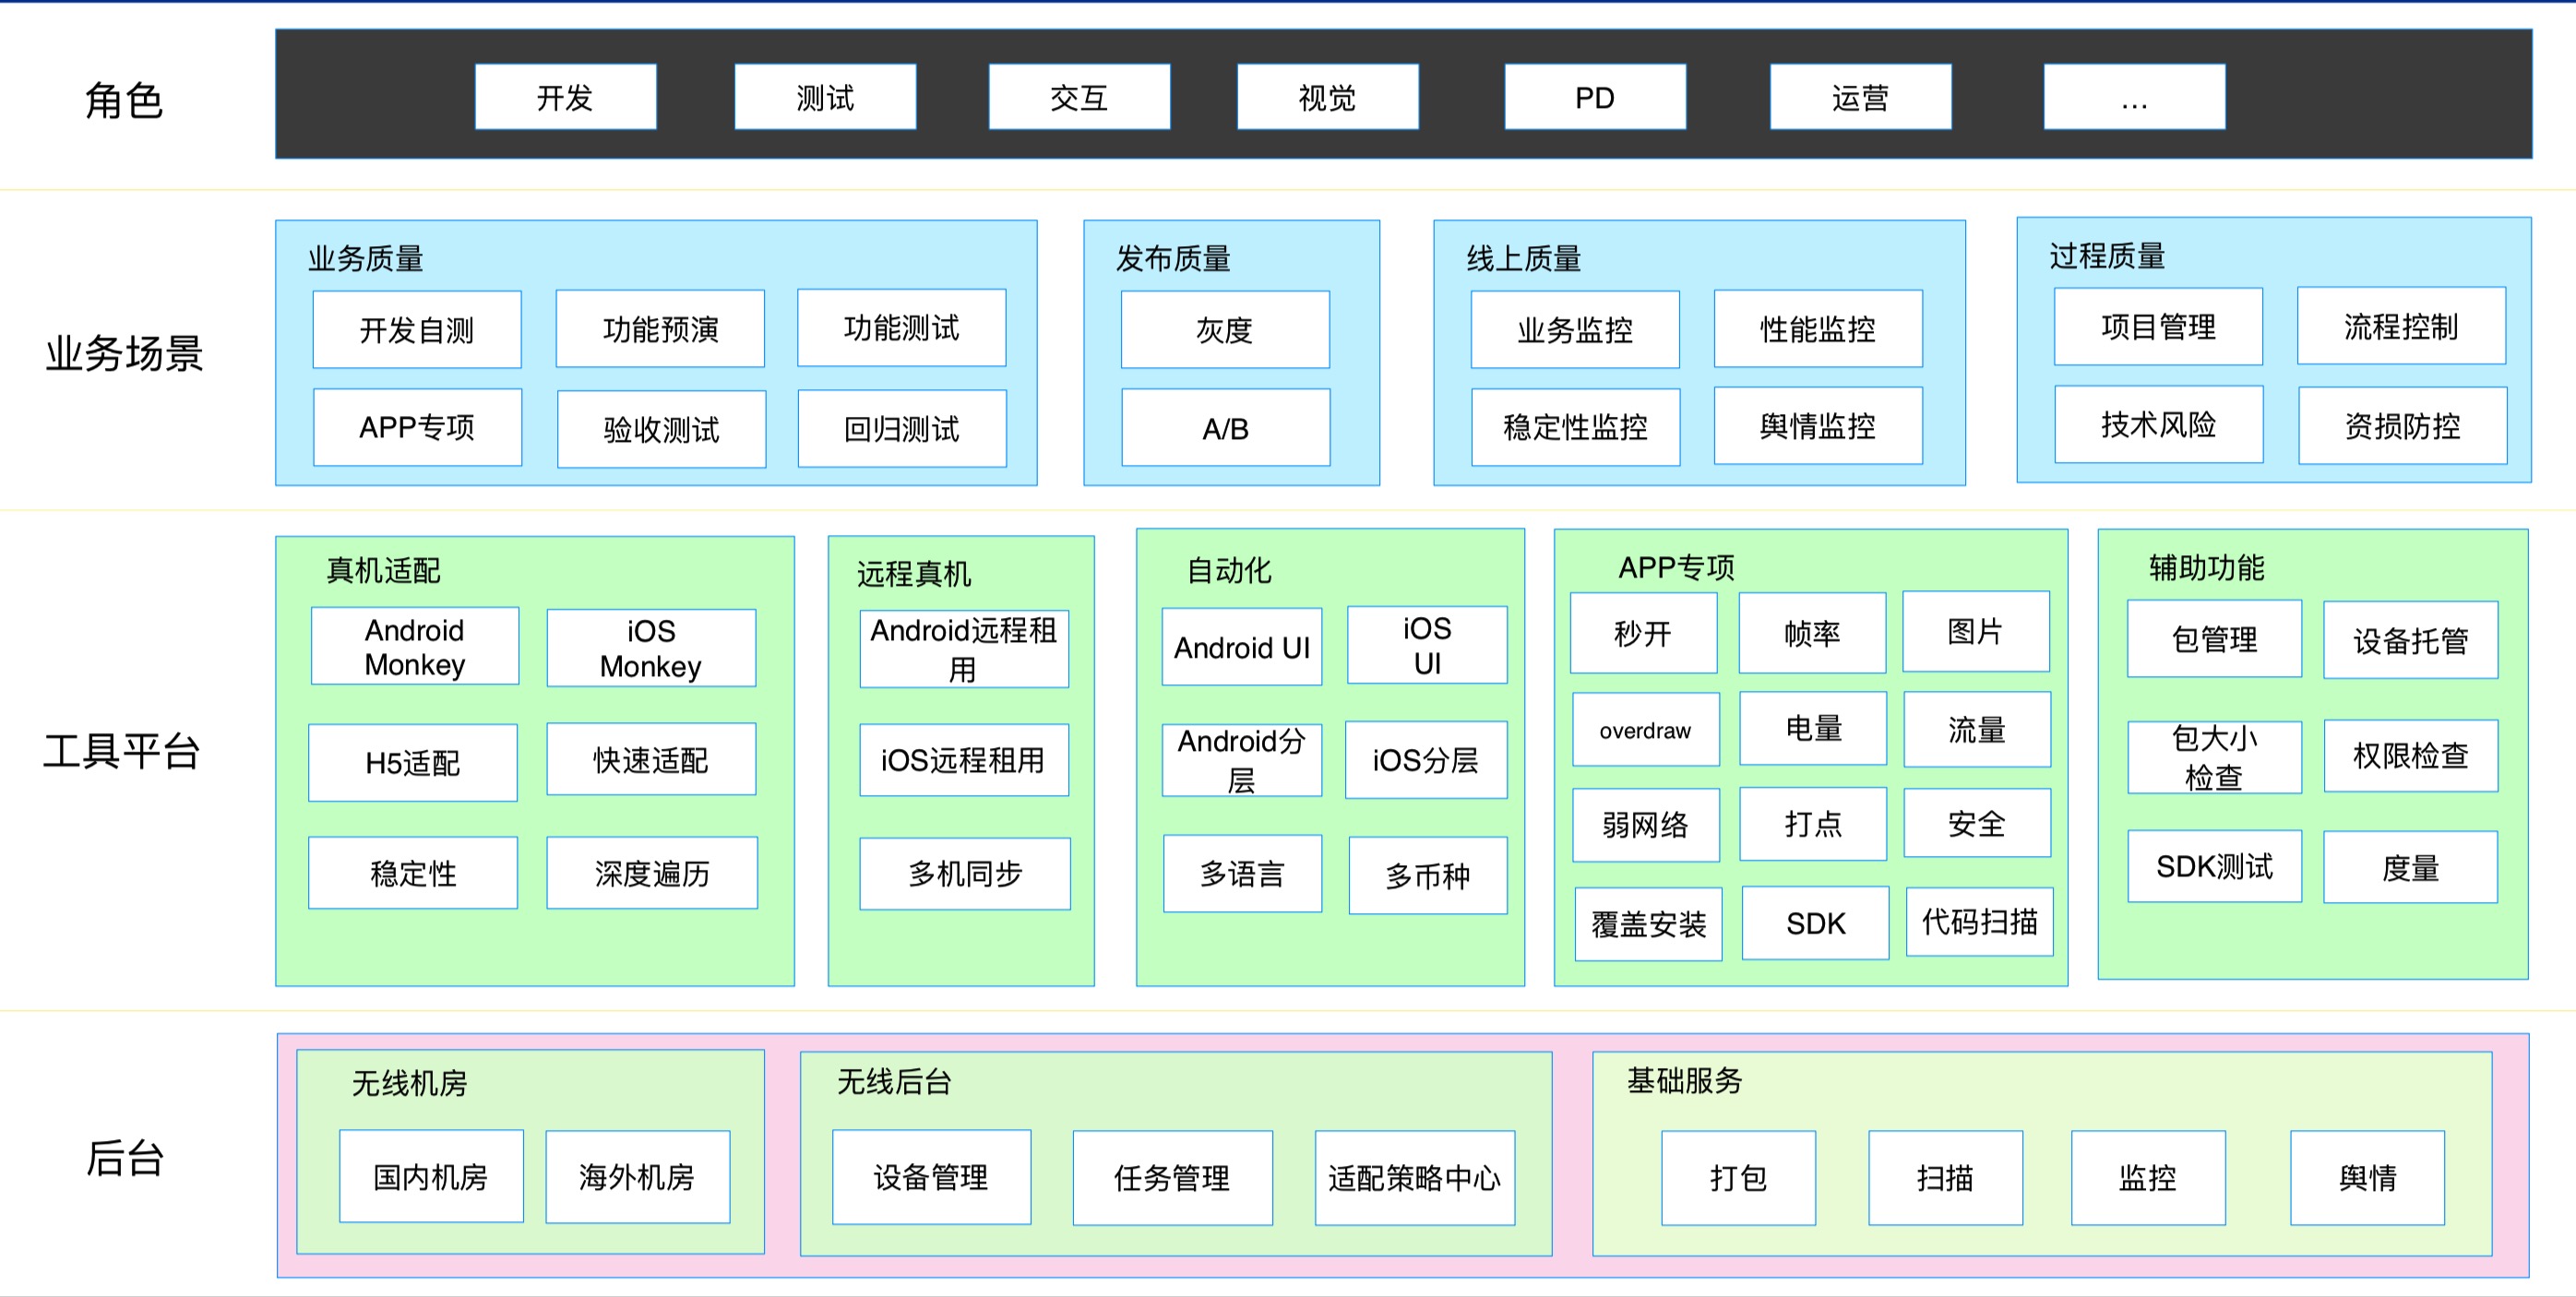 角色
开发
测试
交互
视觉
PD
运营
...
业务场景
业务质量
开发自测
功能预演
功能测试
APP专项
验收测试
回归测试
发布质量
灰度
A/B
线上质量
业务监控
性能监控
稳定性监控
舆情监控
过程质量
项目管理
流程控制
技术风险
资损防控
工具平台
真机适配
Android
Monkey
iOS
Monkey
H5适配
快速适配
稳定性
深度遍历
远程真机
Android远程租
用
iOS远程租用
多机同步
自动化
Android UI
iOS
UI
Android分
层
iOS分层
多语言
多币种
APP专项
秒开
帧率
图片
overdraw
电量
流量
弱网络
打点
安全
覆盖安装
SDK
代码扫描
辅助功能
包管理
设备托管
包大小
检查
权限检查
SDK测试
度量
后台
无线机房
国内机房
海外机房
无线后台
设备管理
任务管理
适配策略中心
基础服务
打包
扫描
监控
舆情